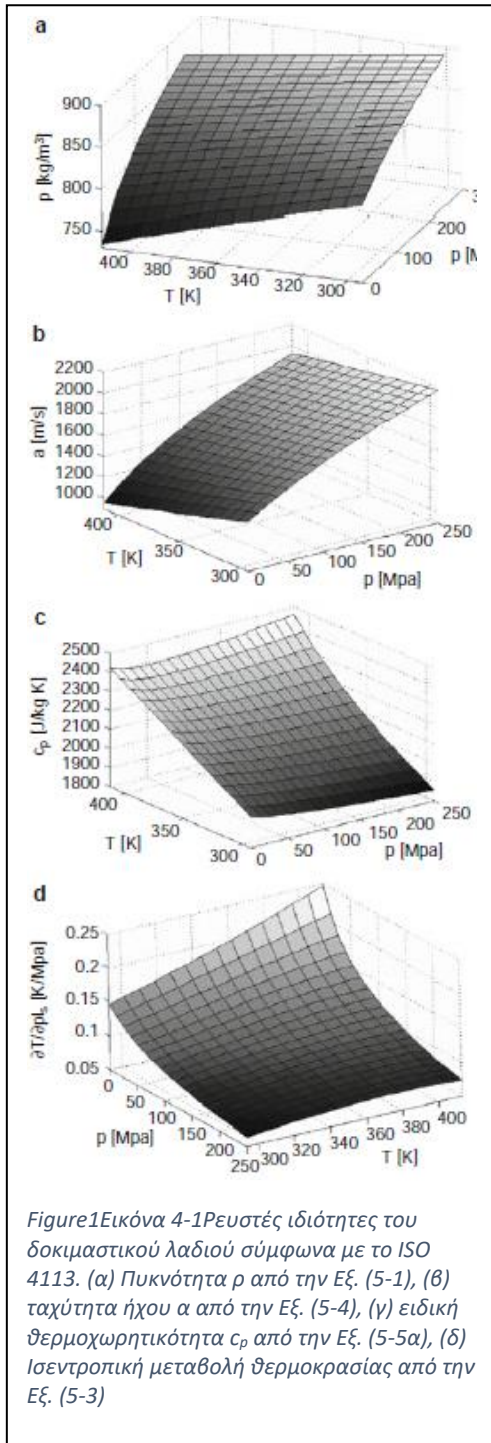 a
900
850
800
750
p [kg/m³]
400 380 360 340 320 300
T [K]
0 100 200
p [M
b
2200
2000
1800
1600
1400
1200
1000
a [m/s]
400 350 300
T [K]
0 50 100 150 200 250
p [Mpa]
c
2500
2400
2300
2200
2100
2000
1900
1800
cp [J/kg K]
400 350 300
T [K]
0 50 100 150 200 250
p [Mpa]
d
0.25
0.2
0.15
0.1
0.05
∂T/∂p|s [K/Mpa]
0 50 100 150 200 250
p [Mpa]
300 320 340 360 380 400
T [K]
Figure1Εικόνα 4-1Ρευστές ιδιότητες του
δοκιμαστικού λαδιού σύμφωνα με το ISO
4113. (α) Πυκνότητα ρ από την Εξ. (5-1), (β)
ταχύτητα ήχου α από την Εξ. (5-4), (γ) ειδική
θερμοχωρητικότητα cp από την Εξ. (5-5α), (δ)
Ισεντροπική μεταβολή θερμοκρασίας από την
Εξ. (5-3)